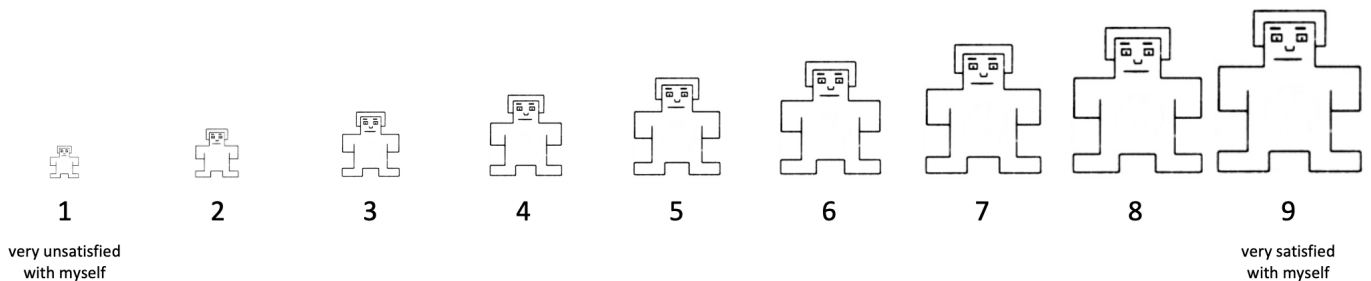 1 2 3 4 5 6 7 8 9
very unsatisfied very satisfied
with myself with myself